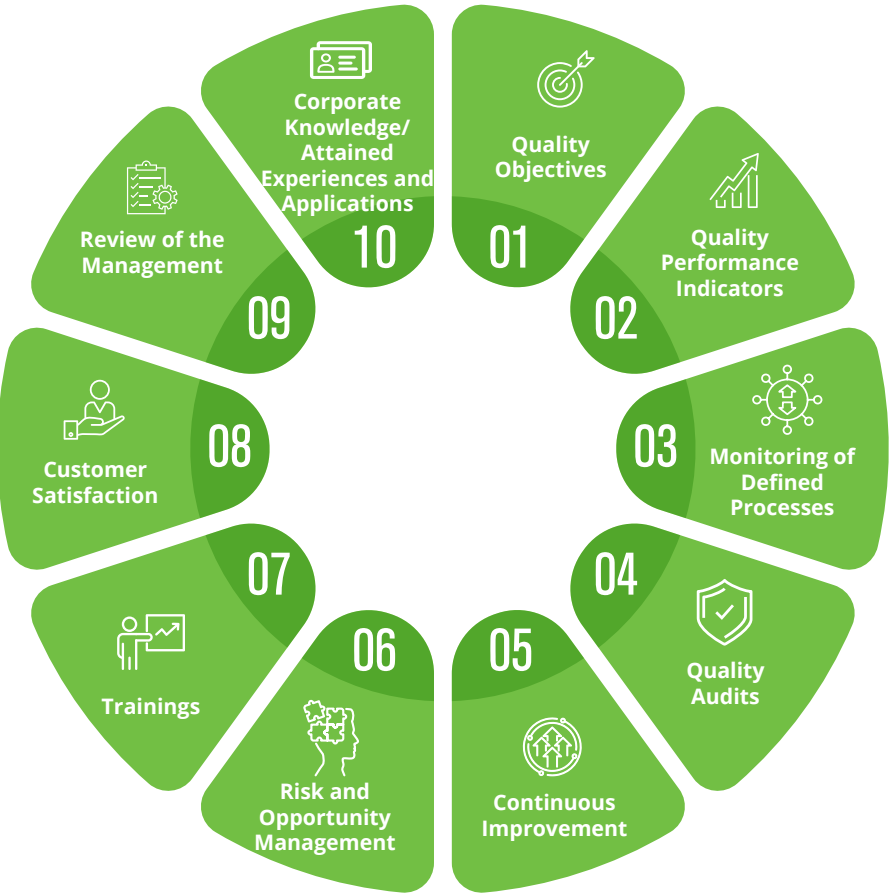 01
Quality
Objectives
02
Quality
Performance
Indicators
03
Monitoring of
Defined
Processes
04
Quality
Audits
05
Continuous
Improvement
06
Risk and
Opportunity
Management
07
Trainings
08
Customer
Satisfaction
09
Review of the
Management
10
Corporate
Knowledge/
Attained
Experiences and
Applications